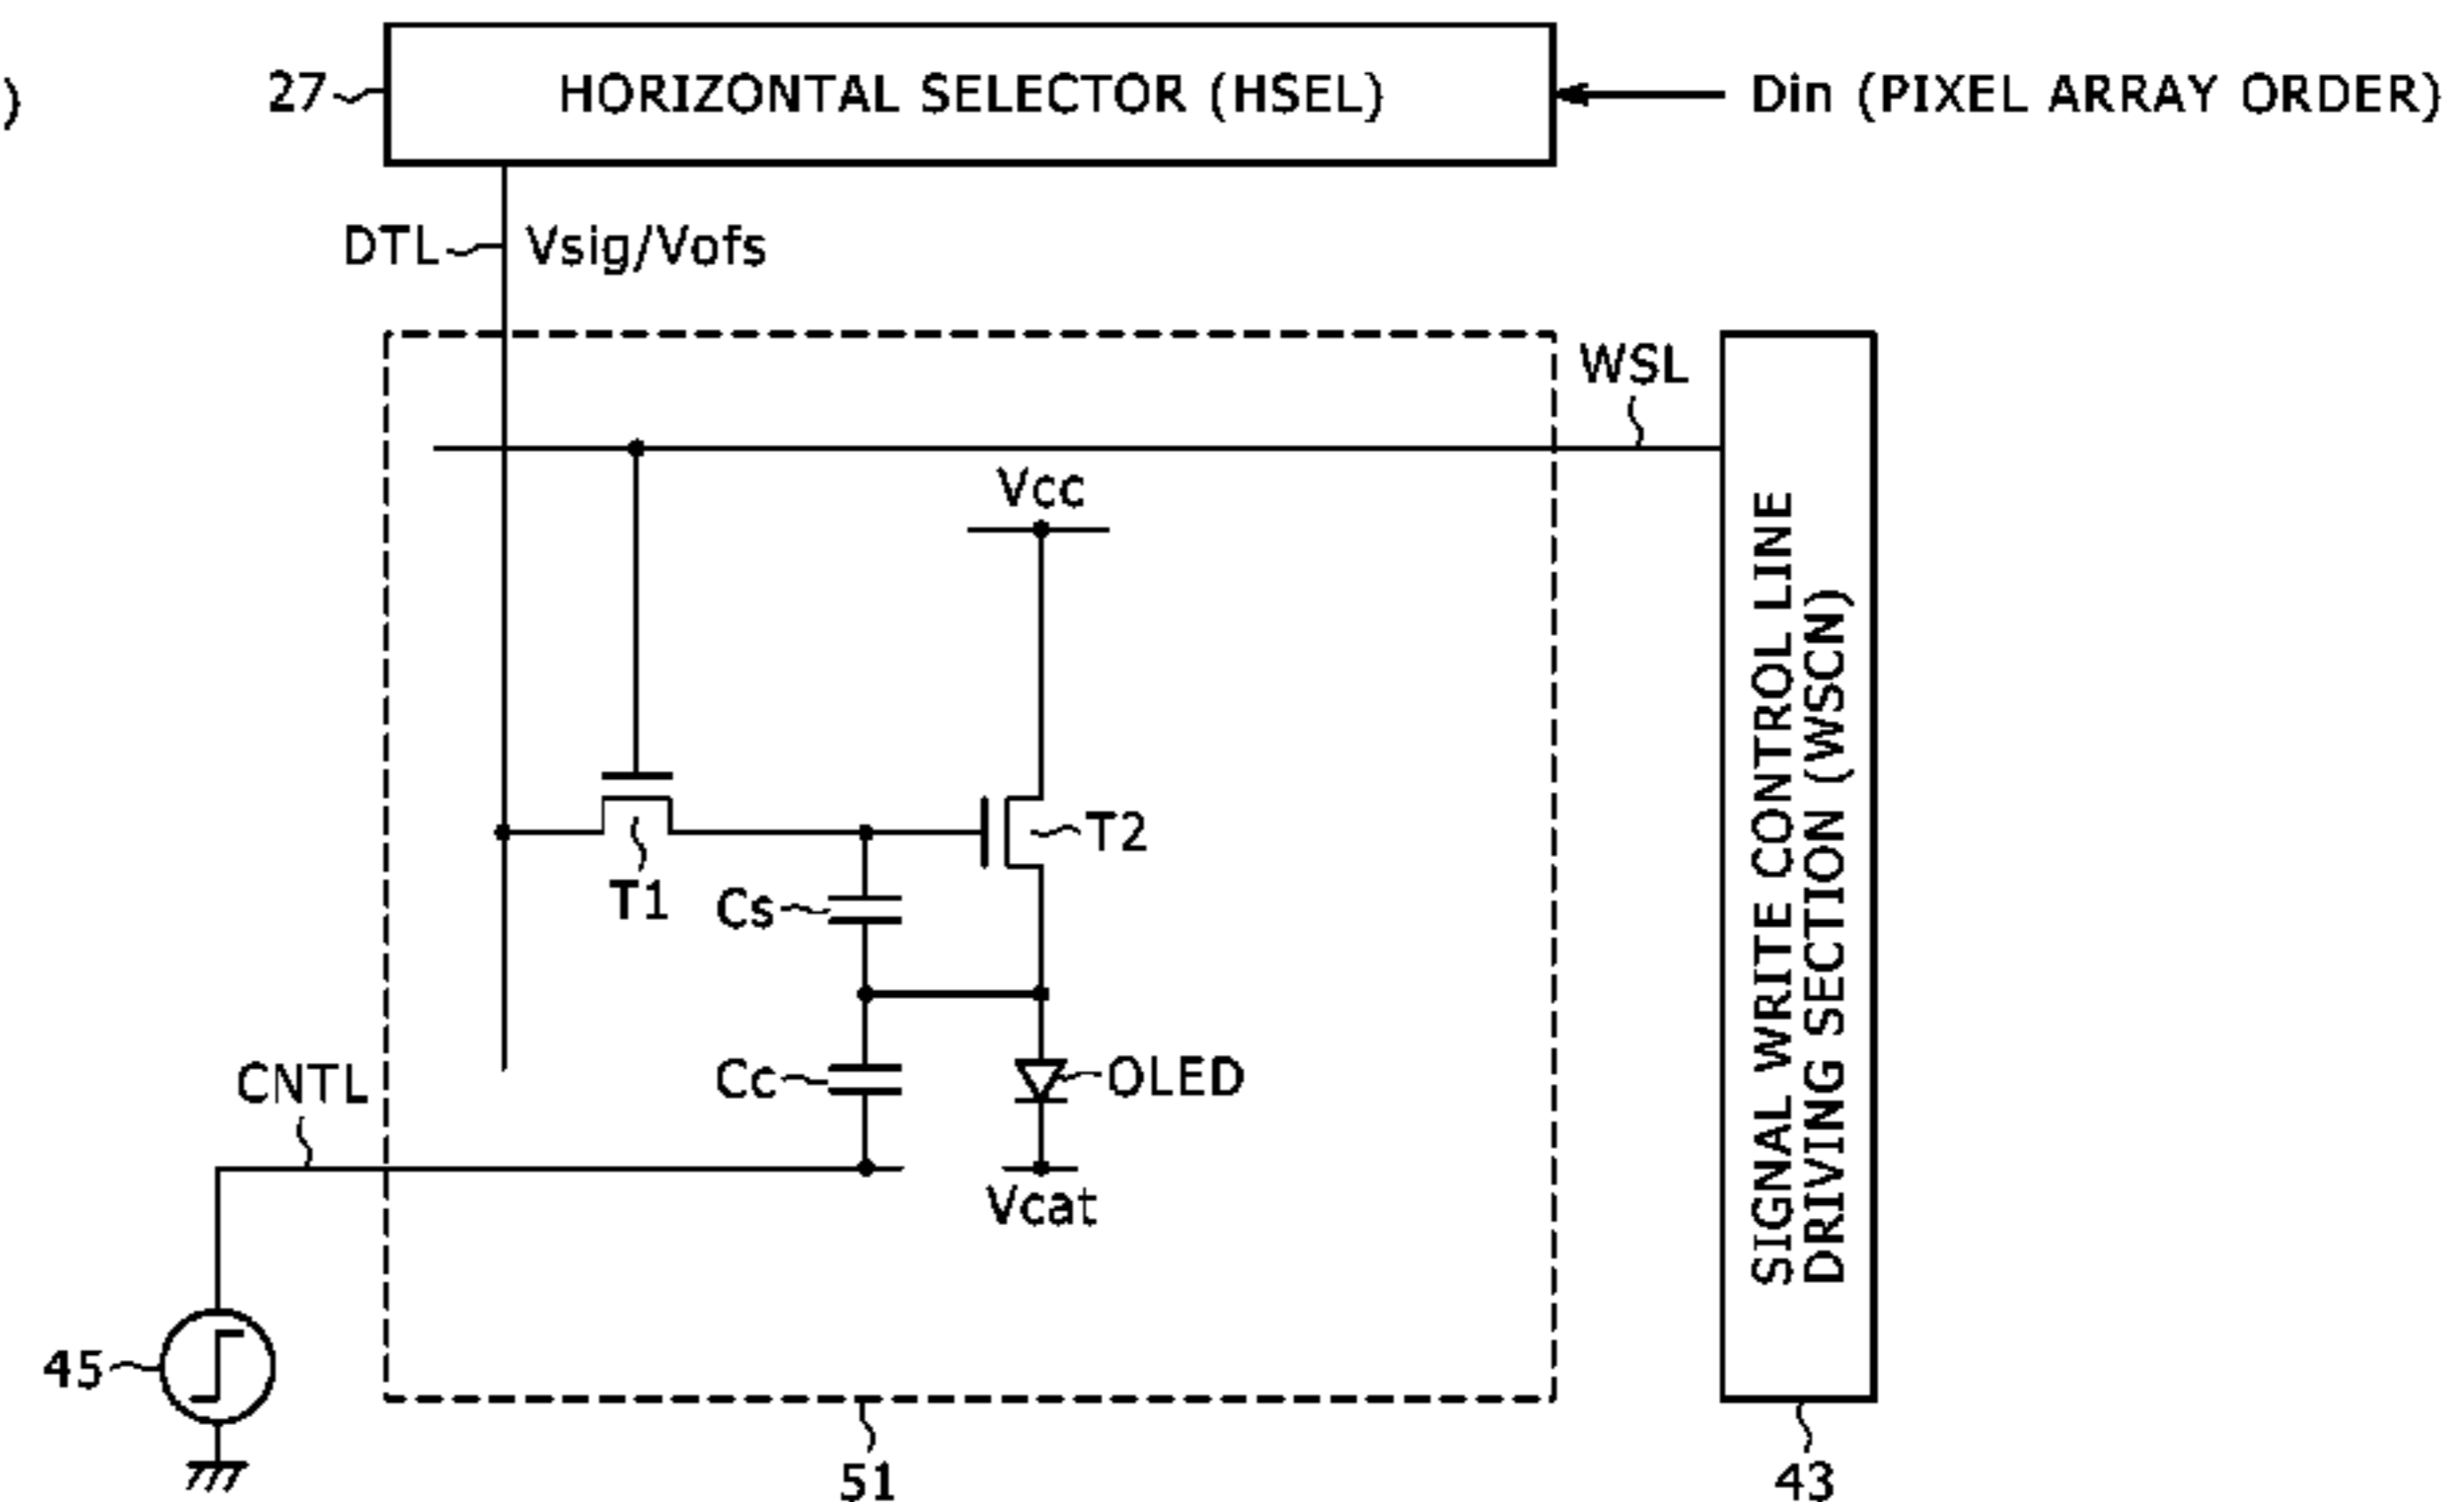 )
27
HORIZONTAL SELECTOR (HSEL)
Din (PIXEL ARRAY ORDER)
DTL
Vsig/Vofs
WSL
Vcc
T1
T2
Cs
Cc
OLED
CNTL
Vcat
SIGNAL WRITE CONTROL LINE
DRIVING SECTION (WSCN)
45
51
43